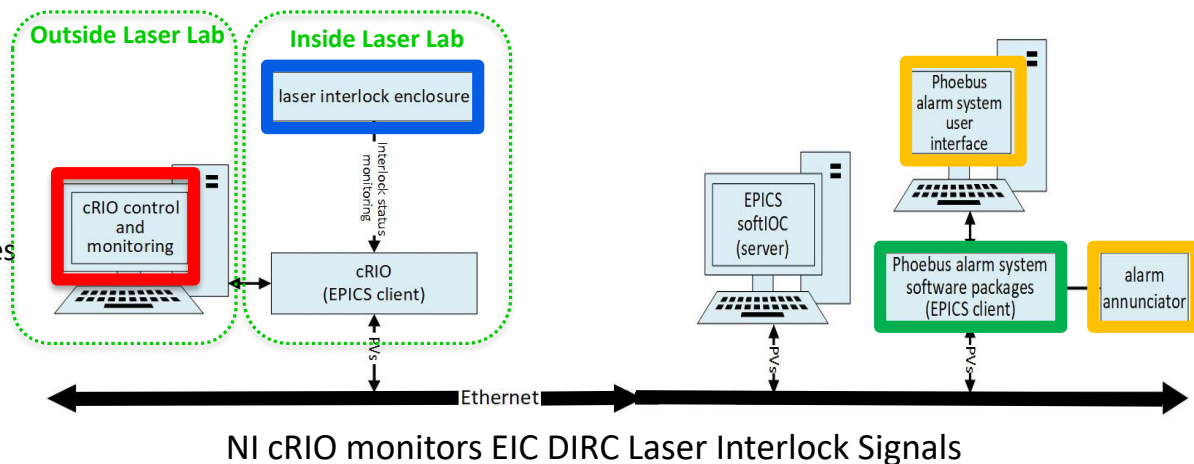 Outside Laser Lab
Inside Laser Lab
laser interlock enclosure
Interlock status
monitoring
cRIO control
and
monitoring
es
cRIO
(EPICS client)
PVs
EPICS
softIOC
(server)
PVs
Phoebus
alarm system
user
interface
Phoebus alarm system
software packages
(EPICS client)
PVs
alarm
annunciator
Ethernet
NI cRIO monitors EIC DIRC Laser Interlock Signals